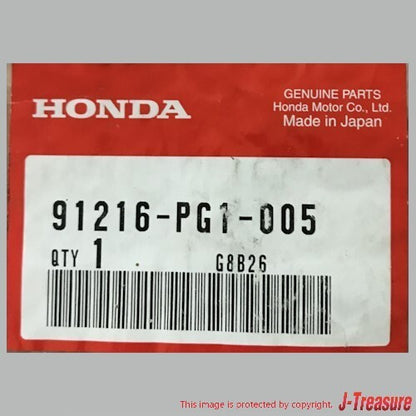 HONDA
GENUINE PARTS
Honda Motor Co., Ltd.
Made in Japan
91216-PG1-005
QTY 1 G8B26
This image is protected by copyright.
J-Treasure